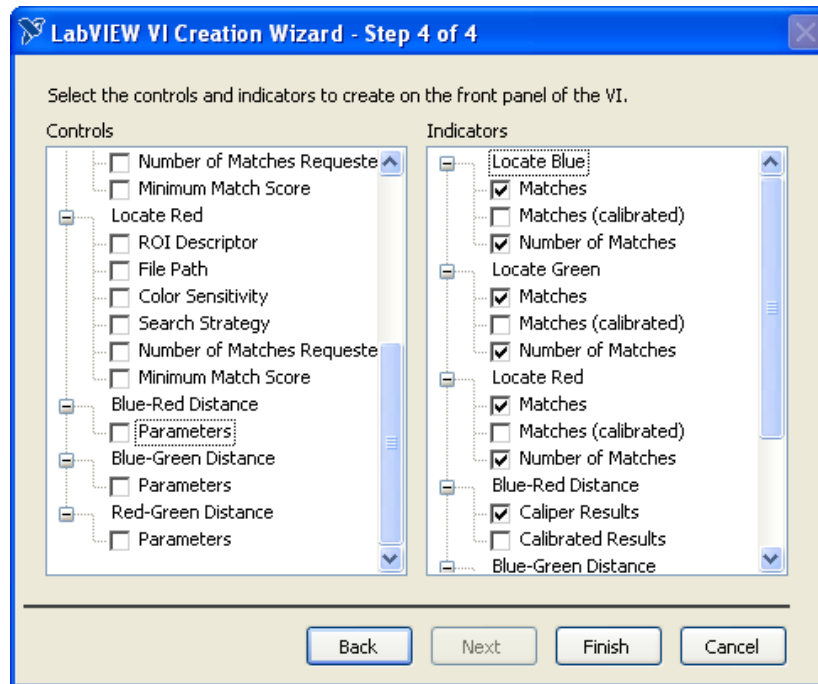 LabVIEW VI Creation Wizard - Step 4 of 4
Select the controls and indicators to create on the front panel of the VI.
Controls
Number of Matches Requeste
Minimum Match Score
Locate Red
ROI Descriptor
File Path
Color Sensitivity
Search Strategy
Number of Matches Requeste
Minimum Match Score
Blue-Red Distance
Parameters
Blue-Green Distance
Parameters
Red-Green Distance
Parameters
Indicators
Locate Blue
Matches
Matches (calibrated)
Number of Matches
Locate Green
Matches
Matches (calibrated)
Number of Matches
Locate Red
Matches
Matches (calibrated)
Number of Matches
Blue-Red Distance
Caliper Results
Calibrated Results
Blue-Green Distance
Back
Next
Finish
Cancel